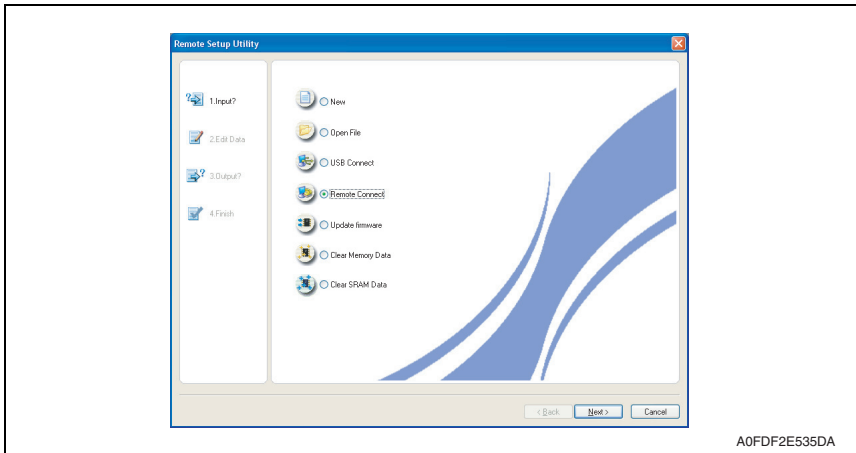 Remote Setup Utility
1.Input?
2.Edit Data
3.Output?
4.Finish
New
Open File
USB Connect
Remote Connect
Update firmware
Clear Memory Data
Clear SRAM Data
< Back
Next >
Cancel
A0FDF2E535DA